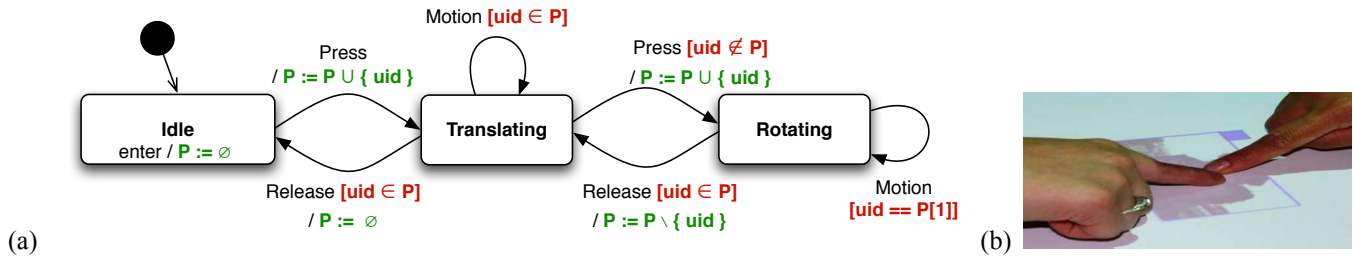 Motion [uid ∈ P]
Press
/ P := P ∪ { uid }
Press [uid ∉ P]
/ P := P ∪ { uid }
Idle
enter / P := ∅
Translating
Rotating
Release [uid ∈ P]
/ P := ∅
Release [uid ∈ P]
/ P := P \ { uid }
Motion
[uid == P[1]]
(a)
(b)